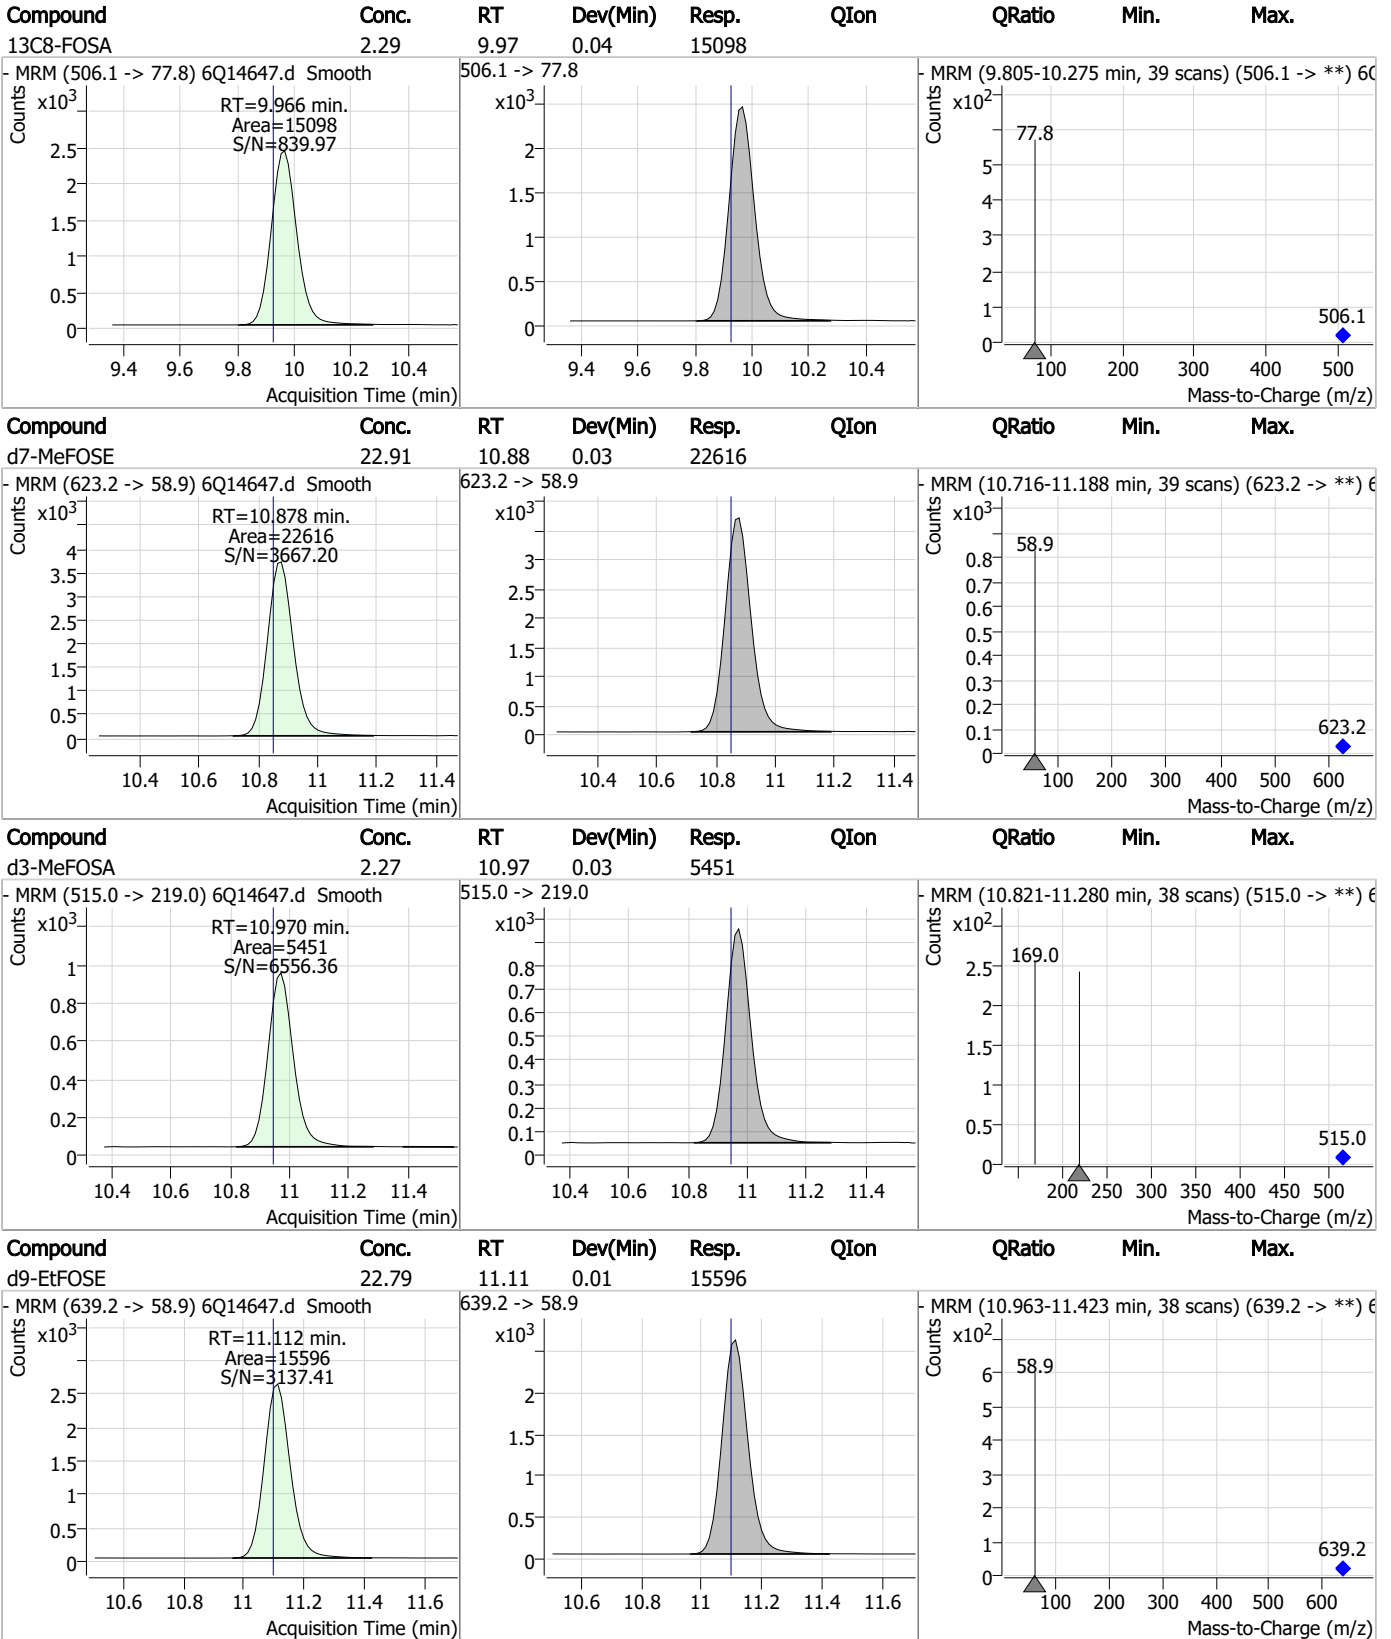 Compound Conc. RT Dev(Min) Resp. QIon QRatio Min. Max.
13C8-FOSA 2.29 9.97 0.04 15098
- MRM (506.1 -> 77.8) 6Q14647.d Smooth
506.1 -> 77.8
- MRM (9.805-10.275 min, 39 scans) (506.1 -> **) 6Q
Counts
x10³
RT=9.966 min.
Area=15098
S/N=839.97
2.5
2
1.5
1
0.5
0
9.4 9.6 9.8 10 10.2 10.4
Acquisition Time (min)
x10³
2
1.5
1
0.5
0
9.4 9.6 9.8 10 10.2 10.4
Counts
x10²
77.8
5
4
3
2
1
0
506.1
100 200 300 400 500
Mass-to-Charge (m/z)
Compound Conc. RT Dev(Min) Resp. QIon QRatio Min. Max.
d7-MeFOSE 22.91 10.88 0.03 22616
- MRM (623.2 -> 58.9) 6Q14647.d Smooth
623.2 -> 58.9
- MRM (10.716-11.188 min, 39 scans) (623.2 -> **) 6
Counts
x10³
RT=10.878 min.
Area=22616
S/N=3667.20
4
3.5
3
2.5
2
1.5
1
0.5
0
10.4 10.6 10.8 11 11.2 11.4
Acquisition Time (min)
x10³
3
2.5
2
1.5
1
0.5
0
10.4 10.6 10.8 11 11.2 11.4
Counts
x10³
58.9
0.8
0.7
0.6
0.5
0.4
0.3
0.2
0.1
0
623.2
100 200 300 400 500 600
Mass-to-Charge (m/z)
Compound Conc. RT Dev(Min) Resp. QIon QRatio Min. Max.
d3-MeFOSA 2.27 10.97 0.03 5451
- MRM (515.0 -> 219.0) 6Q14647.d Smooth
515.0 -> 219.0
- MRM (10.821-11.280 min, 38 scans) (515.0 -> **) 6
Counts
x10³
RT=10.970 min.
Area=5451
S/N=6556.36
1
0.8
0.6
0.4
0.2
0
10.4 10.6 10.8 11 11.2 11.4
Acquisition Time (min)
x10³
0.8
0.7
0.6
0.5
0.4
0.3
0.2
0.1
0
10.4 10.6 10.8 11 11.2 11.4
Counts
x10²
169.0
2.5
2
1.5
1
0.5
0
515.0
200 250 300 350 400 450 500
Mass-to-Charge (m/z)
Compound Conc. RT Dev(Min) Resp. QIon QRatio Min. Max.
d9-EtFOSE 22.79 11.11 0.01 15596
- MRM (639.2 -> 58.9) 6Q14647.d Smooth
639.2 -> 58.9
- MRM (10.963-11.423 min, 38 scans) (639.2 -> **) 6
Counts
x10³
RT=11.112 min.
Area=15596
S/N=3137.41
2.5
2
1.5
1
0.5
0
10.6 10.8 11 11.2 11.4 11.6
Acquisition Time (min)
x10³
2
1.5
1
0.5
0
10.6 10.8 11 11.2 11.4 11.6
Counts
x10²
58.9
6
5
4
3
2
1
0
639.2
100 200 300 400 500 600
Mass-to-Charge (m/z)